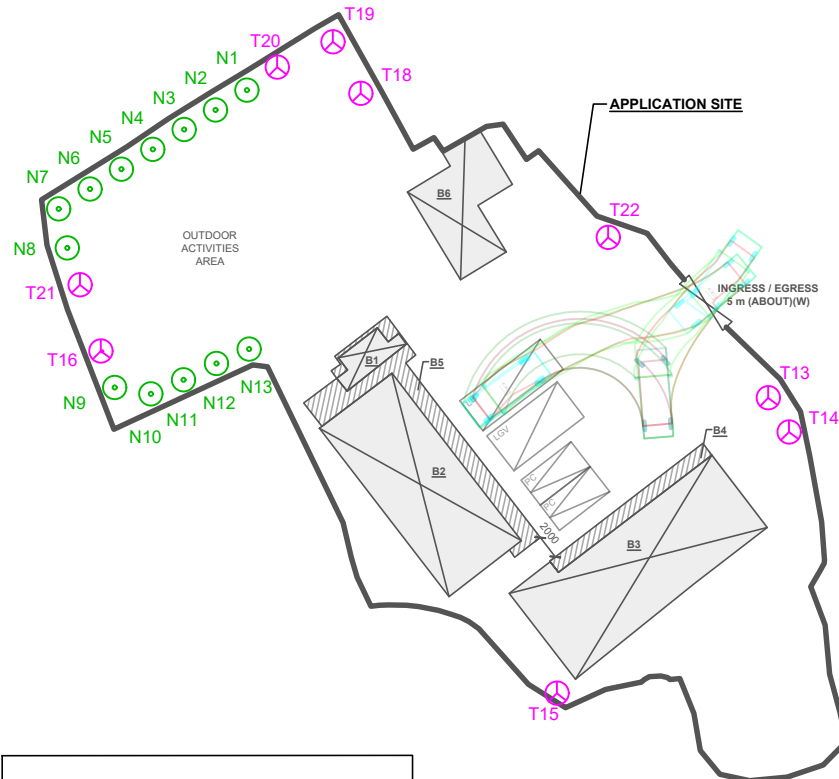 T19
T20
N1
T18
N2
N3
APPLICATION SITE
N4
N5
N6
N7
B6
T22
OUTDOOR
ACTIVITIES
AREA
N8
T21
INGRESS / EGRESS
5 m (ABOUT)(W)
T16
B1
B5
N13
N12
N9
N11
N10
T13
T14
LGV
B4
B2
PC
PC
2000
B3
T15